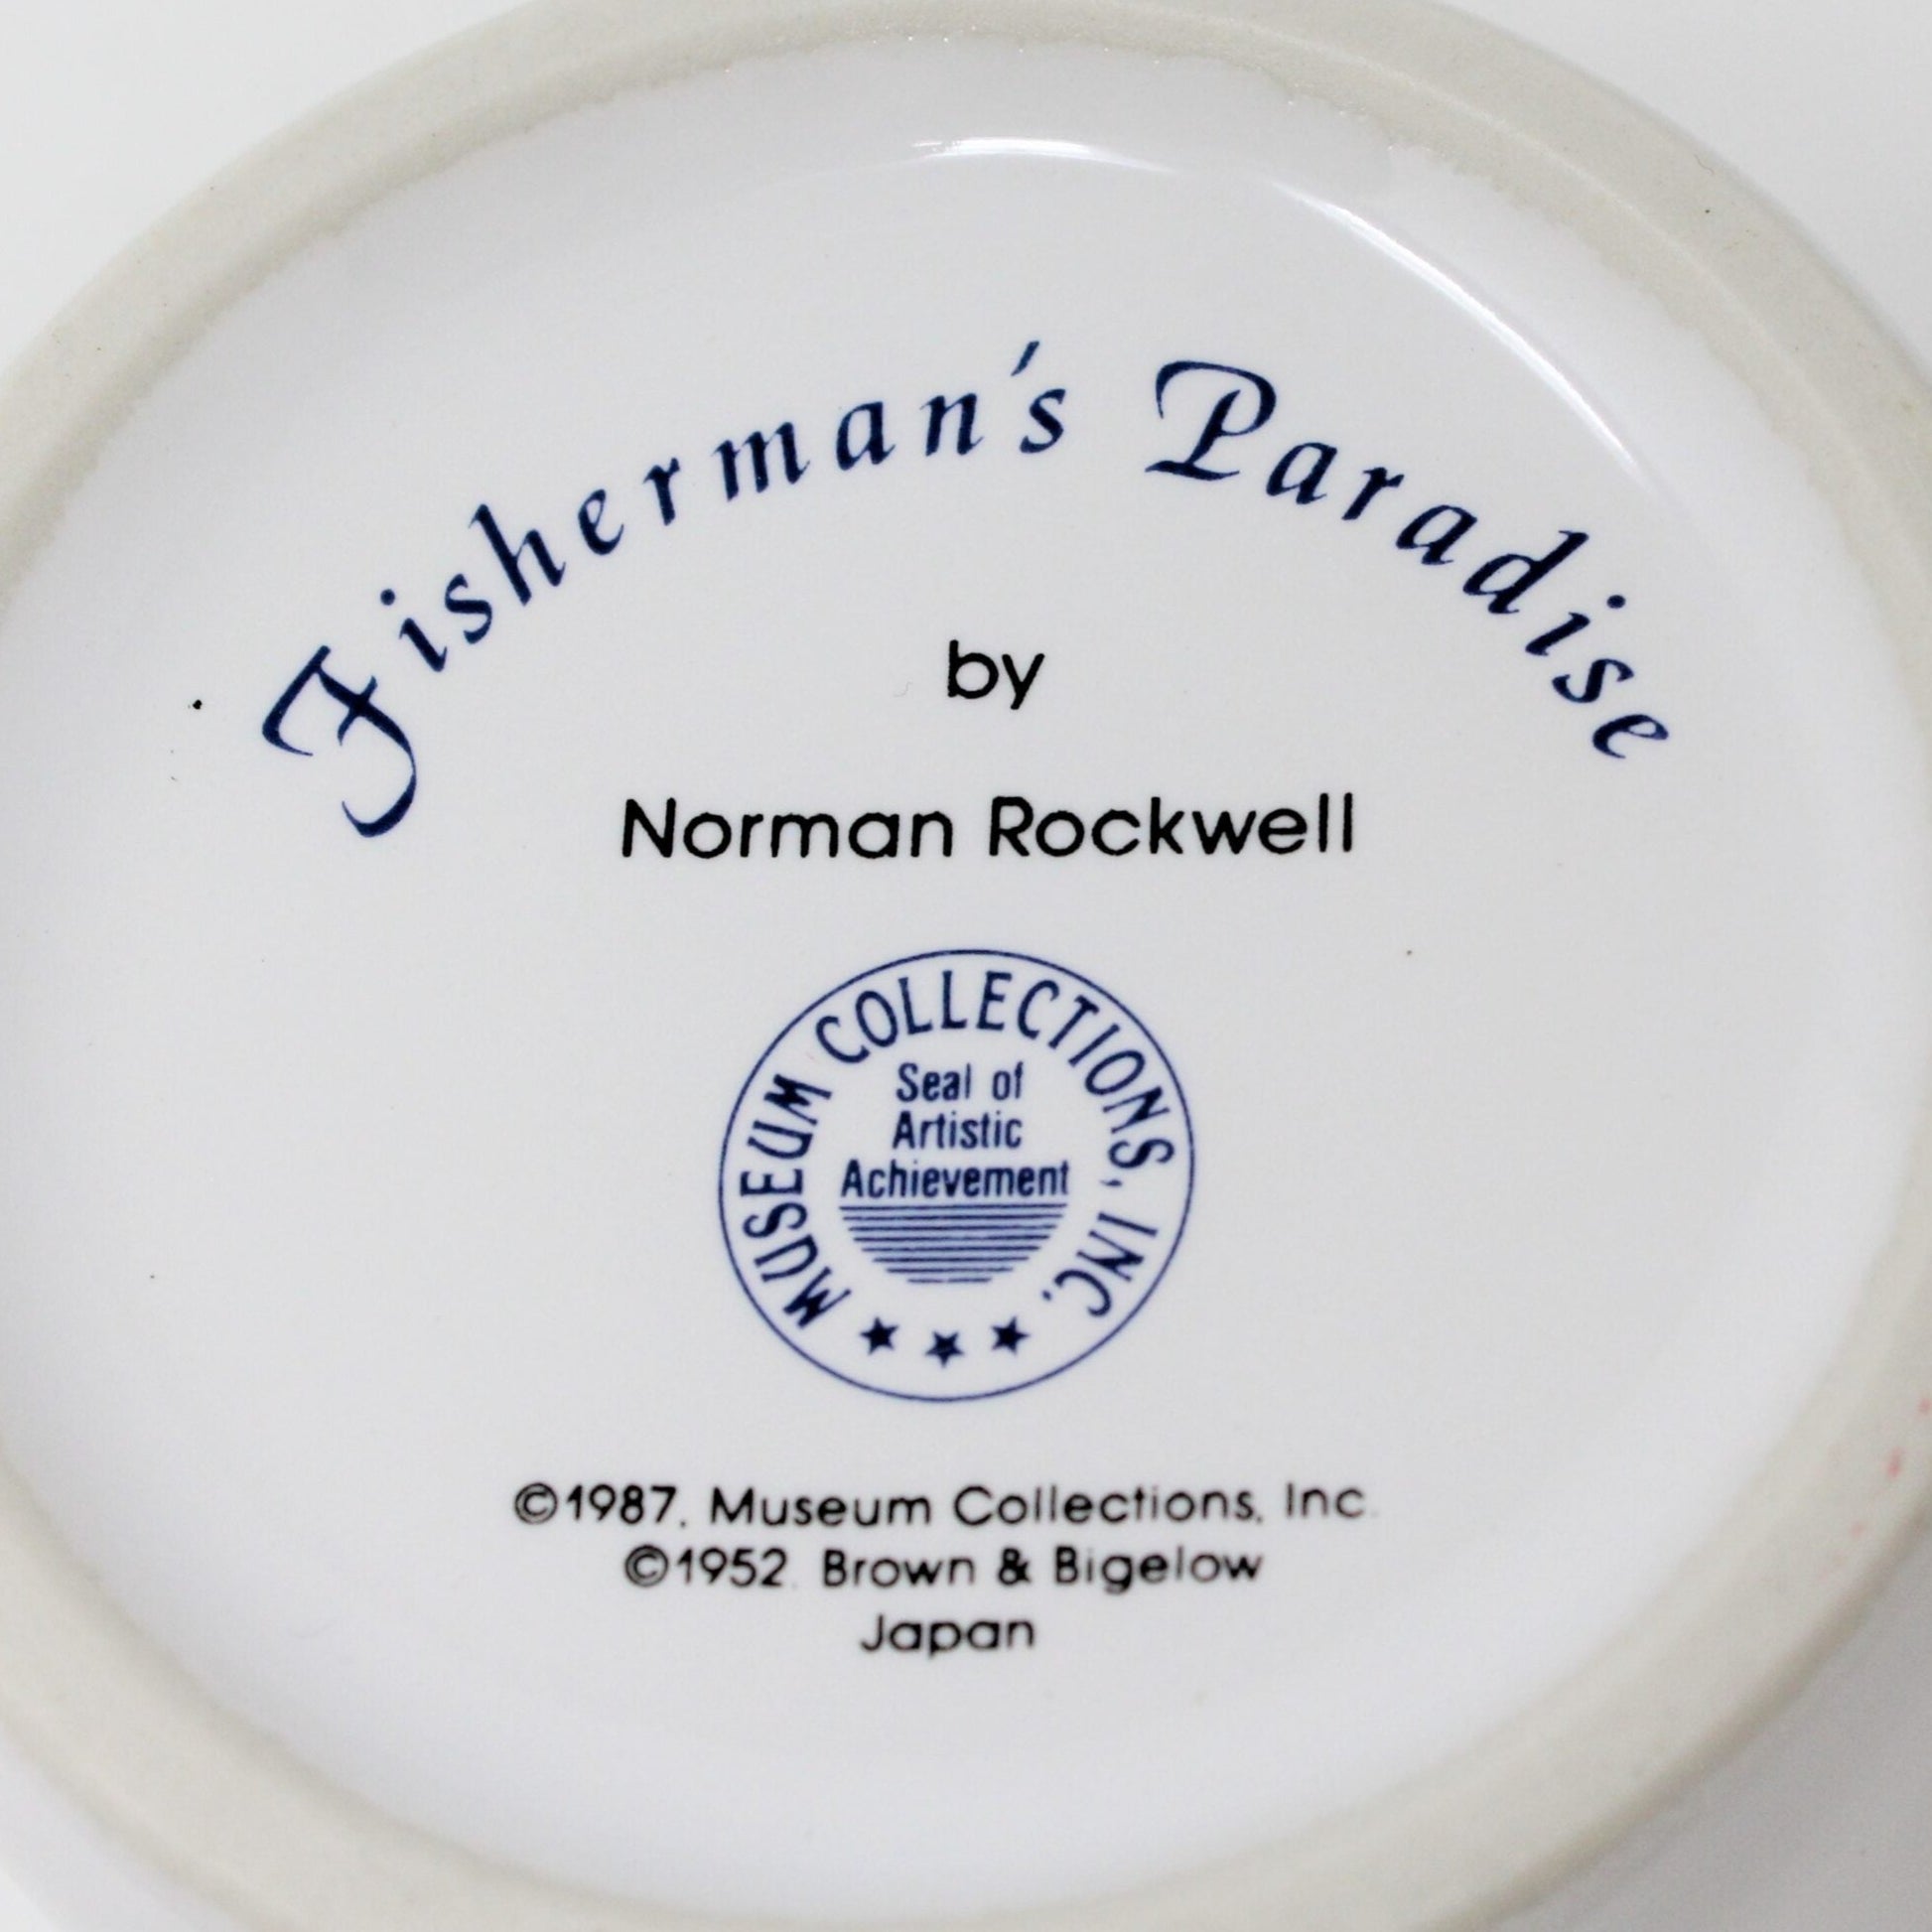 Fisherman's Paradise
by
Norman Rockwell
MUSEUM COLLECTIONS, INC.
Seal of
Artistic
Achievement
©1987, Museum Collections, Inc.
©1952 Brown & Bigelow
Japan